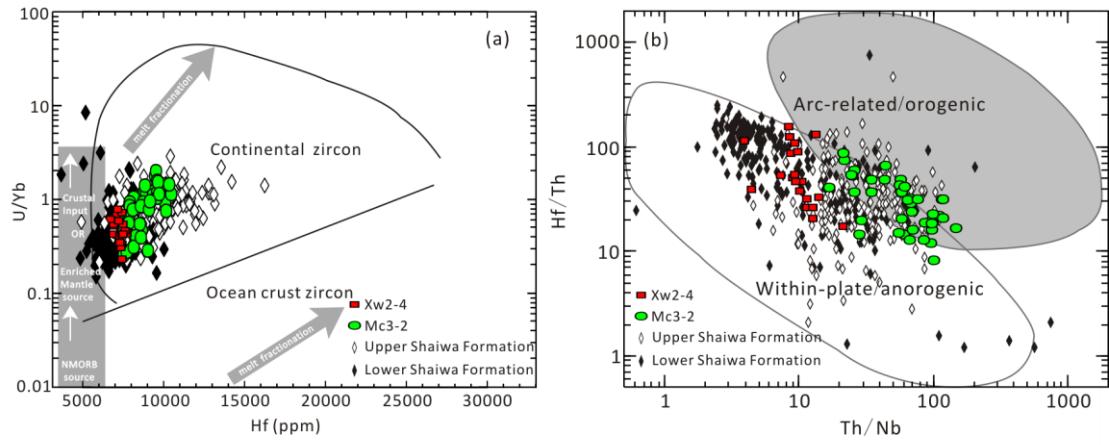 100
10
1
0.1
0.01
U/Yb
(a)
melt fractionation
Continental zircon
Crustal
Input
OR
Enriched
Mantle
source
Ocean crust zircon
NMORB
source
melt fractionation
Xw2-4
Mc3-2
Upper Shaiwa Formation
Lower Shaiwa Formation
5000 10000 15000 20000 25000 30000
Hf (ppm)
1000
100
10
1
Hf/Th
(b)
Arc-related/orogenic
Within-plate/anorogenic
Xw2-4
Mc3-2
Upper Shaiwa Formation
Lower Shaiwa Formation
1 10 100 1000
Th/Nb